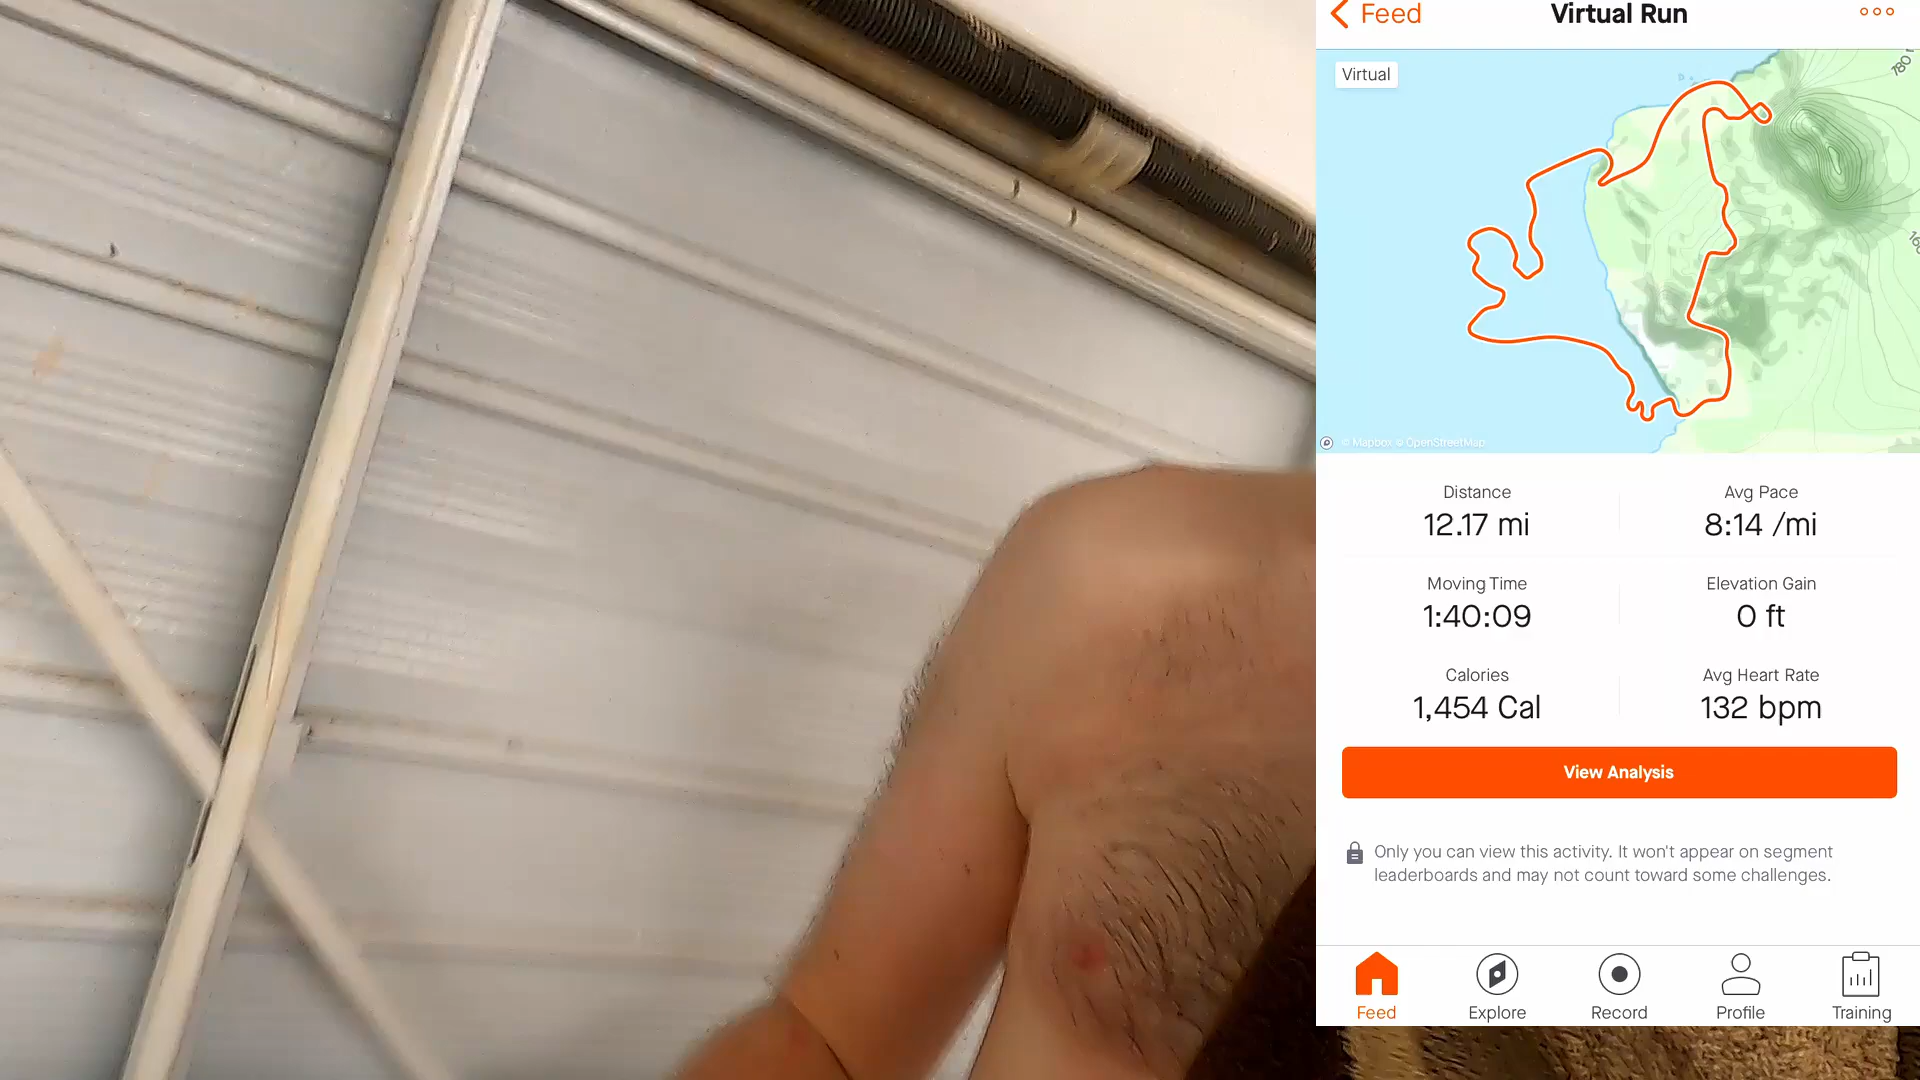 Feed
Virtual Run
Virtual
780
© Mapbox © OpenStreetMap
Distance
12.17 mi
Avg Pace
8:14 /mi
Moving Time
1:40:09
Elevation Gain
0 ft
Calories
1,454 Cal
Avg Heart Rate
132 bpm
View Analysis
Only you can view this activity. It won't appear on segment
leaderboards and may not count toward some challenges.
Feed
Explore
Record
Profile
Training